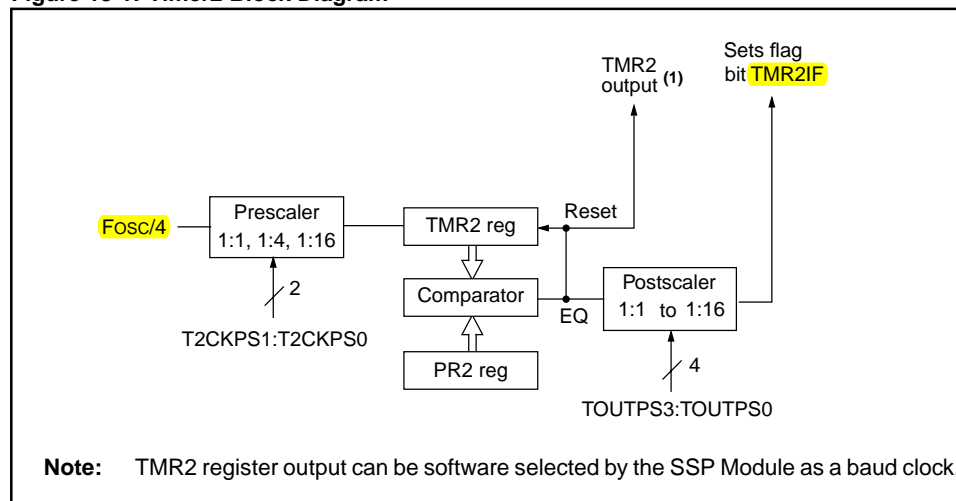 Figure 13-1: Timer2 Block Diagram
Sets flag
bit TMR2IF
TMR2
output (1)
Reset
Fosc/4
Prescaler
1:1, 1:4, 1:16
TMR2 reg
2
Comparator
EQ
Postscaler
1:1 to 1:16
T2CKPS1:T2CKPS0
PR2 reg
4
TOUTPS3:TOUTPS0
Note: TMR2 register output can be software selected by the SSP Module as a baud clock.